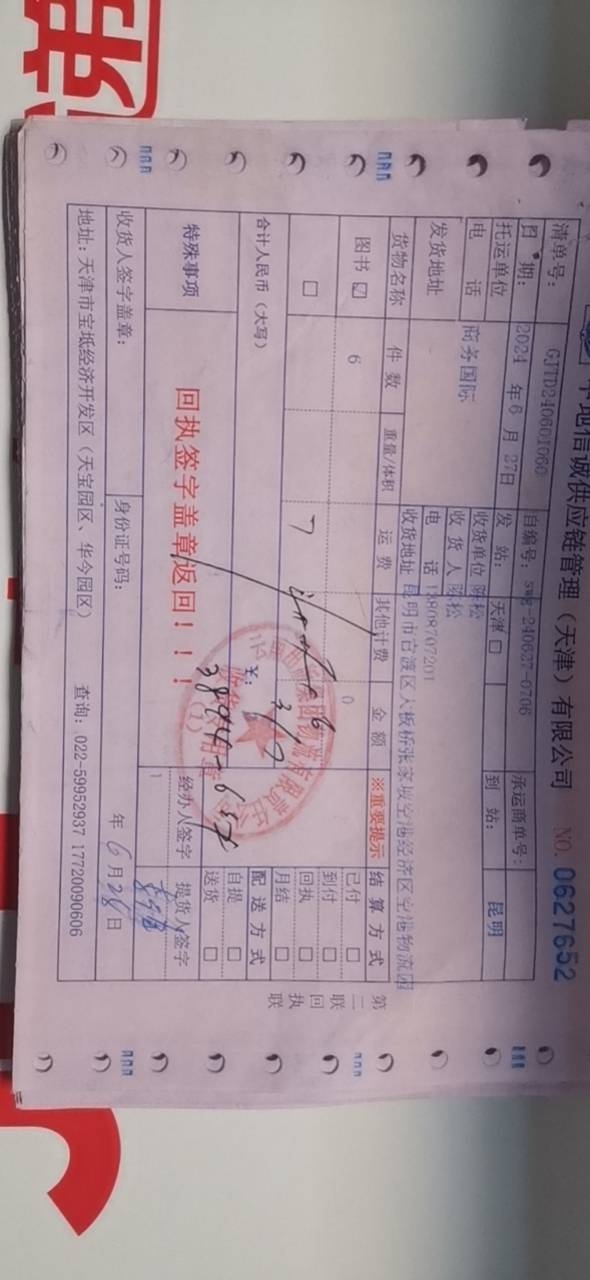 地信诚供应链管理（天津）有限公司 NO. 0627652
清单号： GJTD240601060 自编号： swg-240627-0706 承运商单号：
日 期： 2024 年 6 月 27日 发 站： 天津 到 站： 昆明
托运单位 商务国际 收货单位 陈松
电 话 收 货 人 陈松
发货地址 电 话 13808707201
收货地址 昆明市官渡区大板桥张家坡空港经济区空港物流园
货物名称 件 数 重量/体积 运 费 其他计费 金 额 ※重要提示 结 算 方 式
图书 ☑ 6 0 已付 □
□ 到付 □
回执 □
月结 □
合计人民币（大写） ￥： 配 送 方 式
自提 □
送货 □
特殊事项 回执签字盖章返回！！！ 经办人签字 提货人签字
收货人签字盖章： 身份证号码： 年 6 月 28 日
地址：天津市宝坻经济开发区（天宝园区、华今园区） 查询：022-59952937 17720090606
第二联 回执联